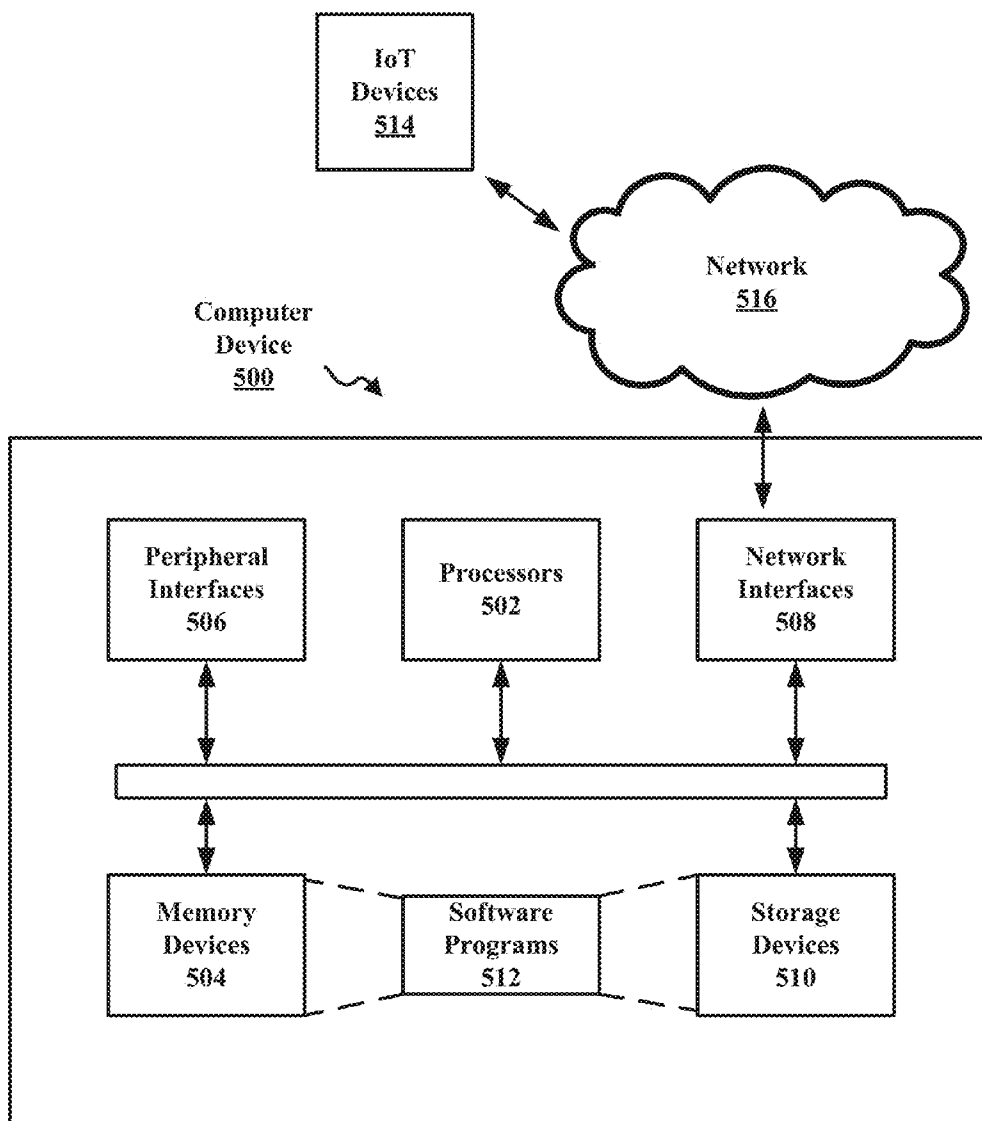 IoT
Devices
514
Network
516
Computer
Device
500
Peripheral
Interfaces
506
Processors
502
Network
Interfaces
508
Memory
Devices
504
Software
Programs
512
Storage
Devices
510